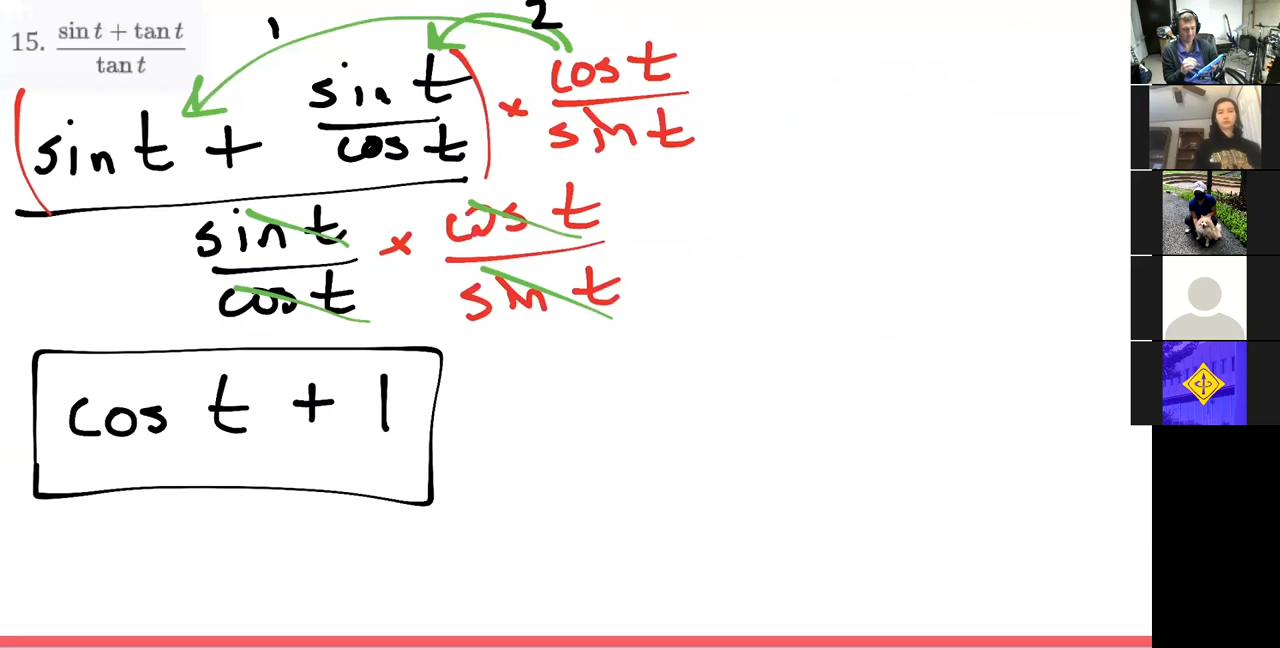 15. (sin t + tan t) / tan t
1 2
(sin t + sin t / cos t) × cos t / sin t
sin t / cos t × cos t / sin t
cos t + 1